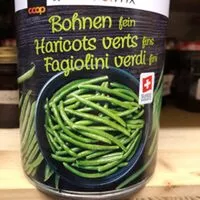 coop
Bohnen fein
Haricots verts fins
Fagiolini verdi fini